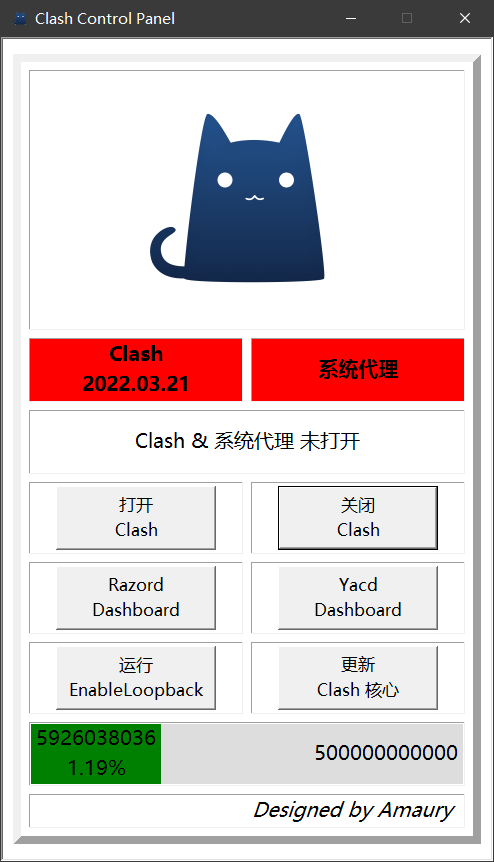 Clash Control Panel
Clash
2022.03.21
系统代理
Clash & 系统代理 未打开
打开
Clash
关闭
Clash
Razord
Dashboard
Yacd
Dashboard
运行
EnableLoopback
更新
Clash 核心
5926038036
1.19%
500000000000
Designed by Amaury